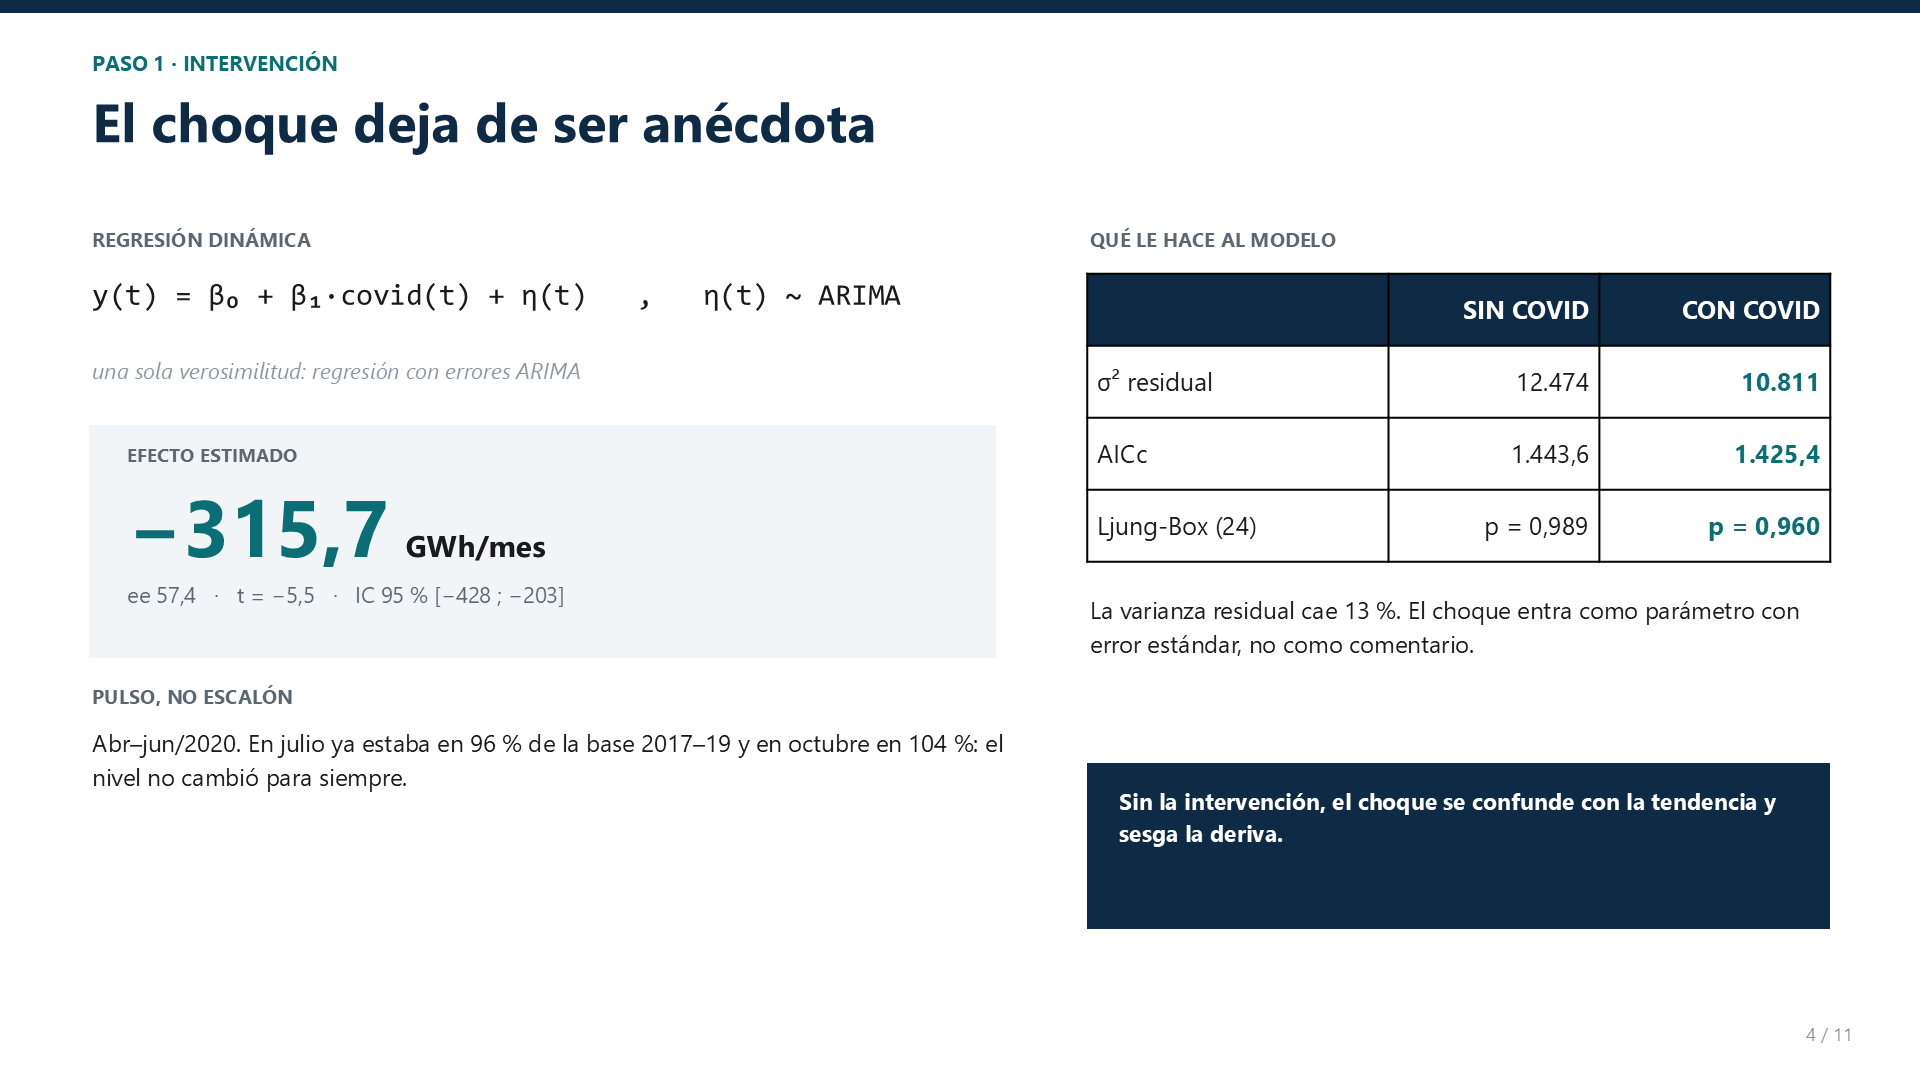 PASO 1 · INTERVENCIÓN
El choque deja de ser anécdota
REGRESIÓN DINÁMICA
y(t) = β₀ + β₁·covid(t) + η(t)   ,   η(t) ~ ARIMA
una sola verosimilitud: regresión con errores ARIMA
EFECTO ESTIMADO
−315,7 GWh/mes
ee 57,4 · t = −5,5 · IC 95 % [−428 ; −203]
PULSO, NO ESCALÓN
Abr–jun/2020. En julio ya estaba en 96 % de la base 2017–19 y en octubre en 104 %: el
nivel no cambió para siempre.
QUÉ LE HACE AL MODELO
SIN COVID CON COVID
σ² residual 12.474 10.811
AICc 1.443,6 1.425,4
Ljung-Box (24) p = 0,989 p = 0,960
La varianza residual cae 13 %. El choque entra como parámetro con
error estándar, no como comentario.
Sin la intervención, el choque se confunde con la tendencia y
sesga la deriva.
4 / 11